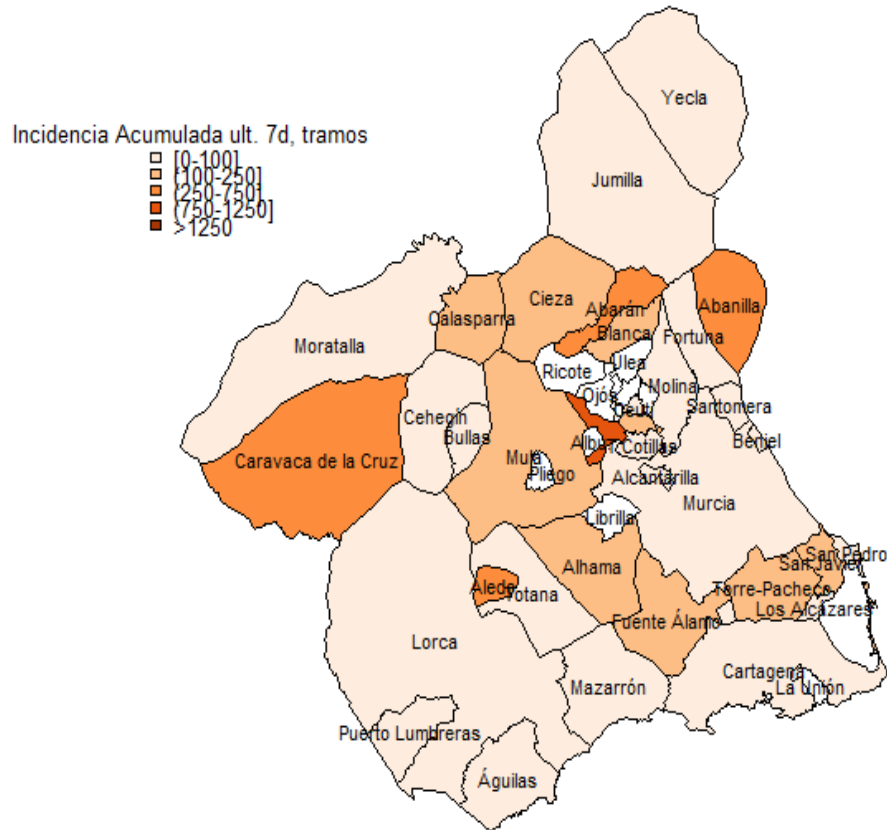 Incidencia Acumulada ult. 7d, tramos
[0-100]
(100-250]
(250-750]
(750-1250]
>1250
Yecla
Jumilla
Cieza
Abarán
Abanilla
Calasparra
Blanca
Fortuna
Moratalla
Ricote
Ulea
Ojós
Molina
Ceutí
Santomera
Cehegín
Bullas
Albud
T.Cotillas
Beniel
Caravaca de la Cruz
Mula
Pliego
Alcantarilla
Murcia
Librilla
San Pedro
San Javier
Alhama
Aledo
Totana
Torre-Pacheco
Los Alcázares
Fuente Álamo
Lorca
Cartagena
Mazarrón
La Unión
Puerto Lumbreras
Águilas